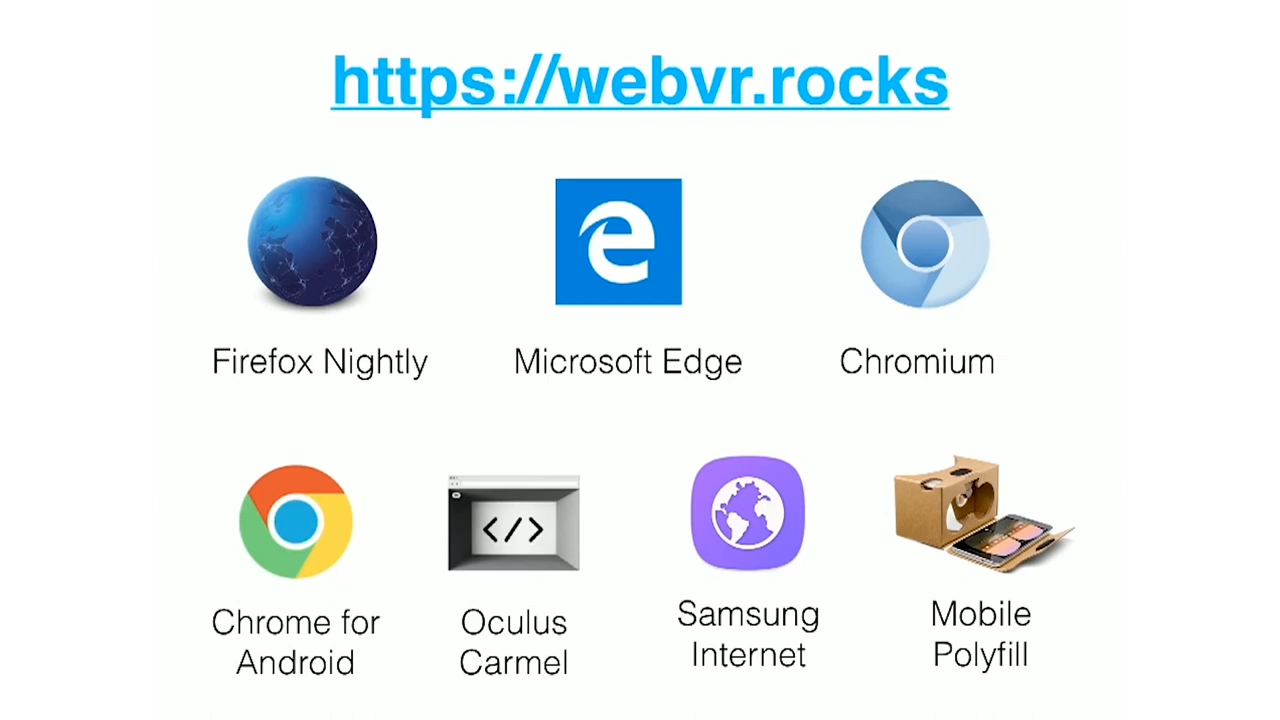 https://webvr.rocks
Firefox Nightly
Microsoft Edge
Chromium
Chrome for
Android
Oculus
Carmel
Samsung
Internet
Mobile
Polyfill